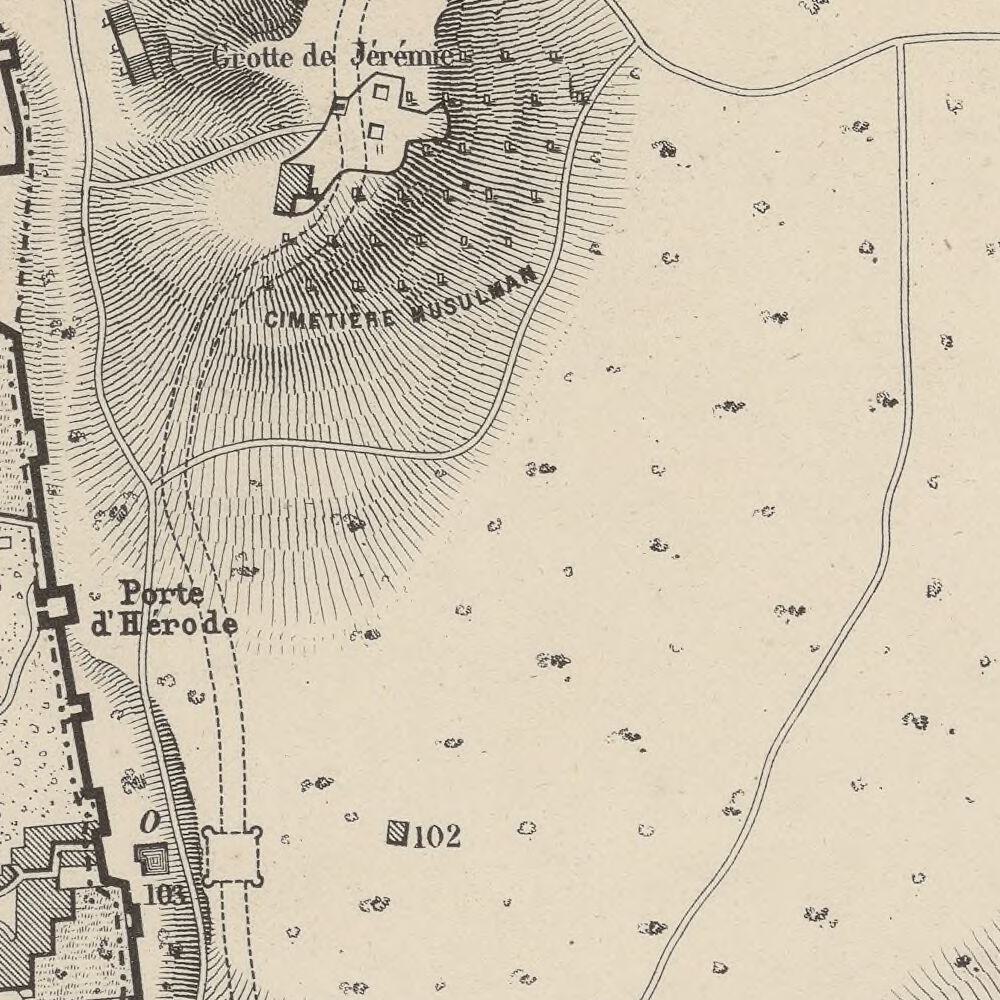 Grotte de Jérémie
CIMETIÈRE MUSULMAN
Porte
d'Hérode
O
102
103